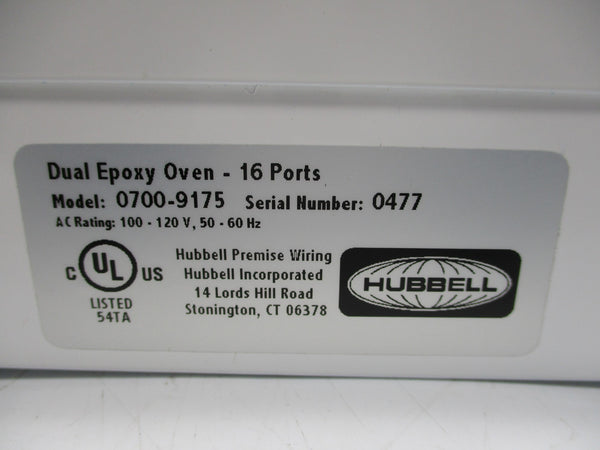 Dual Epoxy Oven - 16 Ports
Model: 0700-9175 Serial Number: 0477
AC Rating: 100 - 120 V, 50 - 60 Hz
C UL US
LISTED
54TA
Hubbell Premise Wiring
Hubbell Incorporated
14 Lords Hill Road
Stonington, CT 06378
HUBBELL